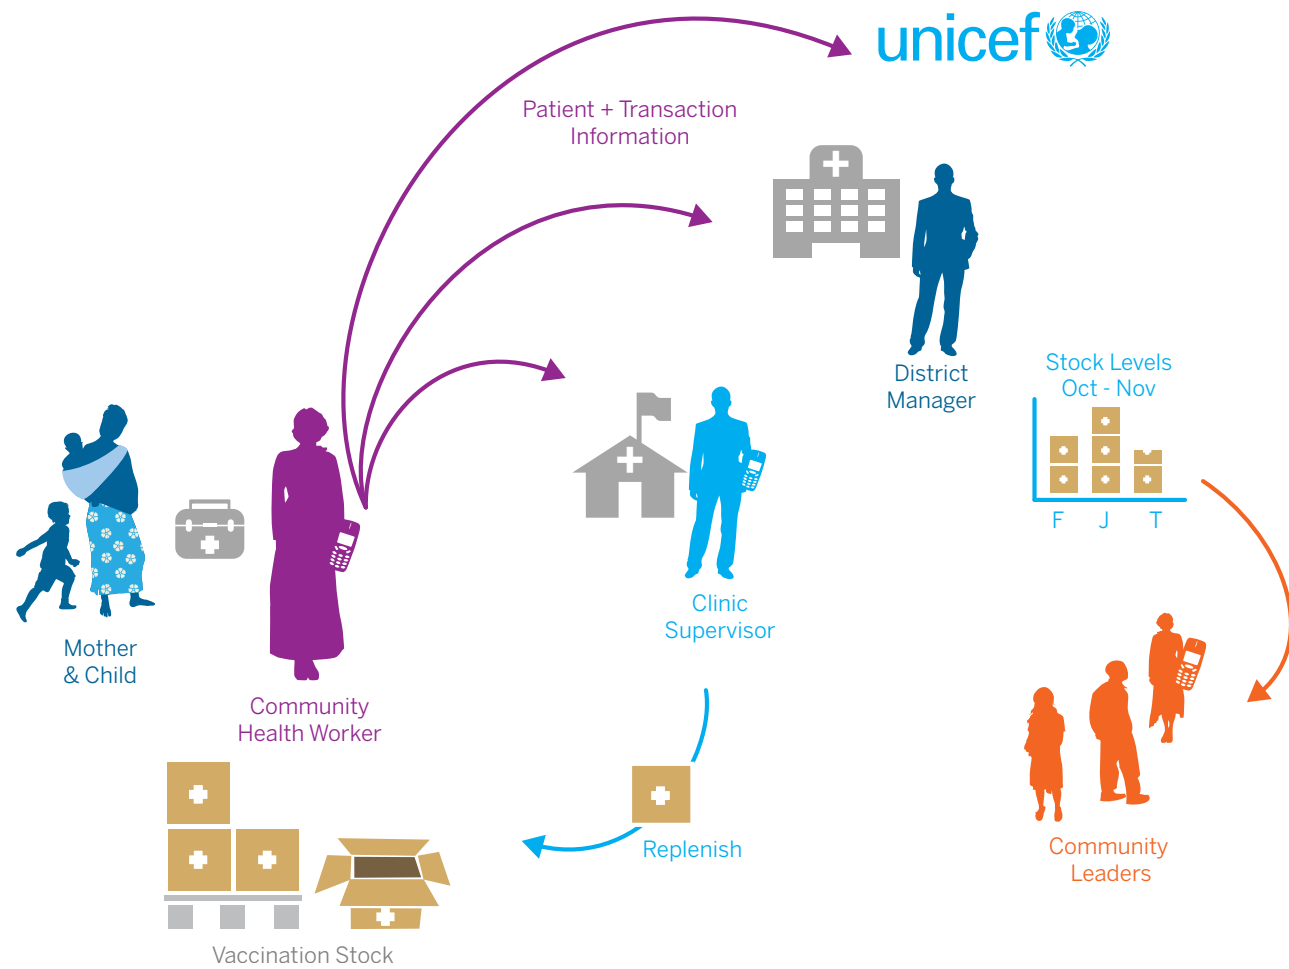 unicef
Patient + Transaction
Information
District
Manager
Stock Levels
Oct - Nov
F J T
Clinic
Supervisor
Mother
& Child
Community
Health Worker
Replenish
Community
Leaders
Vaccination Stock